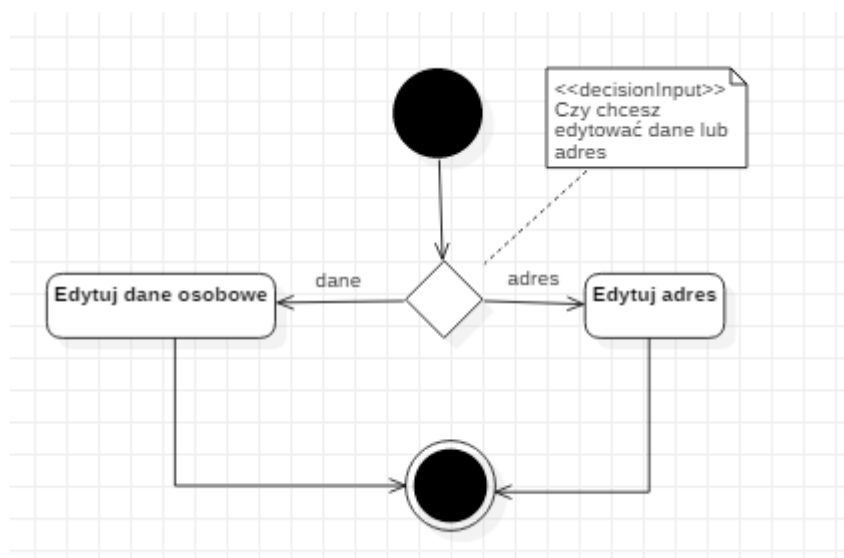 <<decisionInput>>
Czy chcesz
edytować dane lub
adres
dane
adres
Edytuj dane osobowe
Edytuj adres